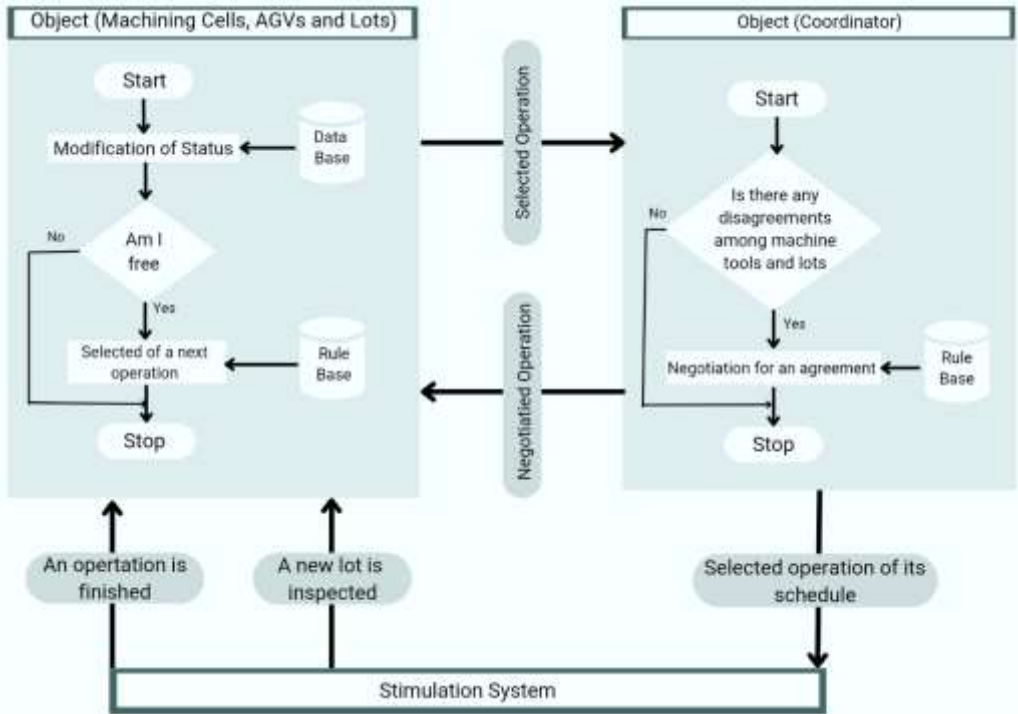 Object (Machining Cells, AGVs and Lots)
Start
Modification of Status
Data
Base
Am I
free
No
Yes
Selected of a next
operation
Rule
Base
Stop
Selected Operation
Negotiatied Operation
Object (Coordinator)
Start
Is there any
disagreements
among machine
tools and lots
No
Yes
Negotiation for an agreement
Rule
Base
Stop
An opertation is
finished
A new lot is
inspected
Selected operation of its
schedule
Stimulation System